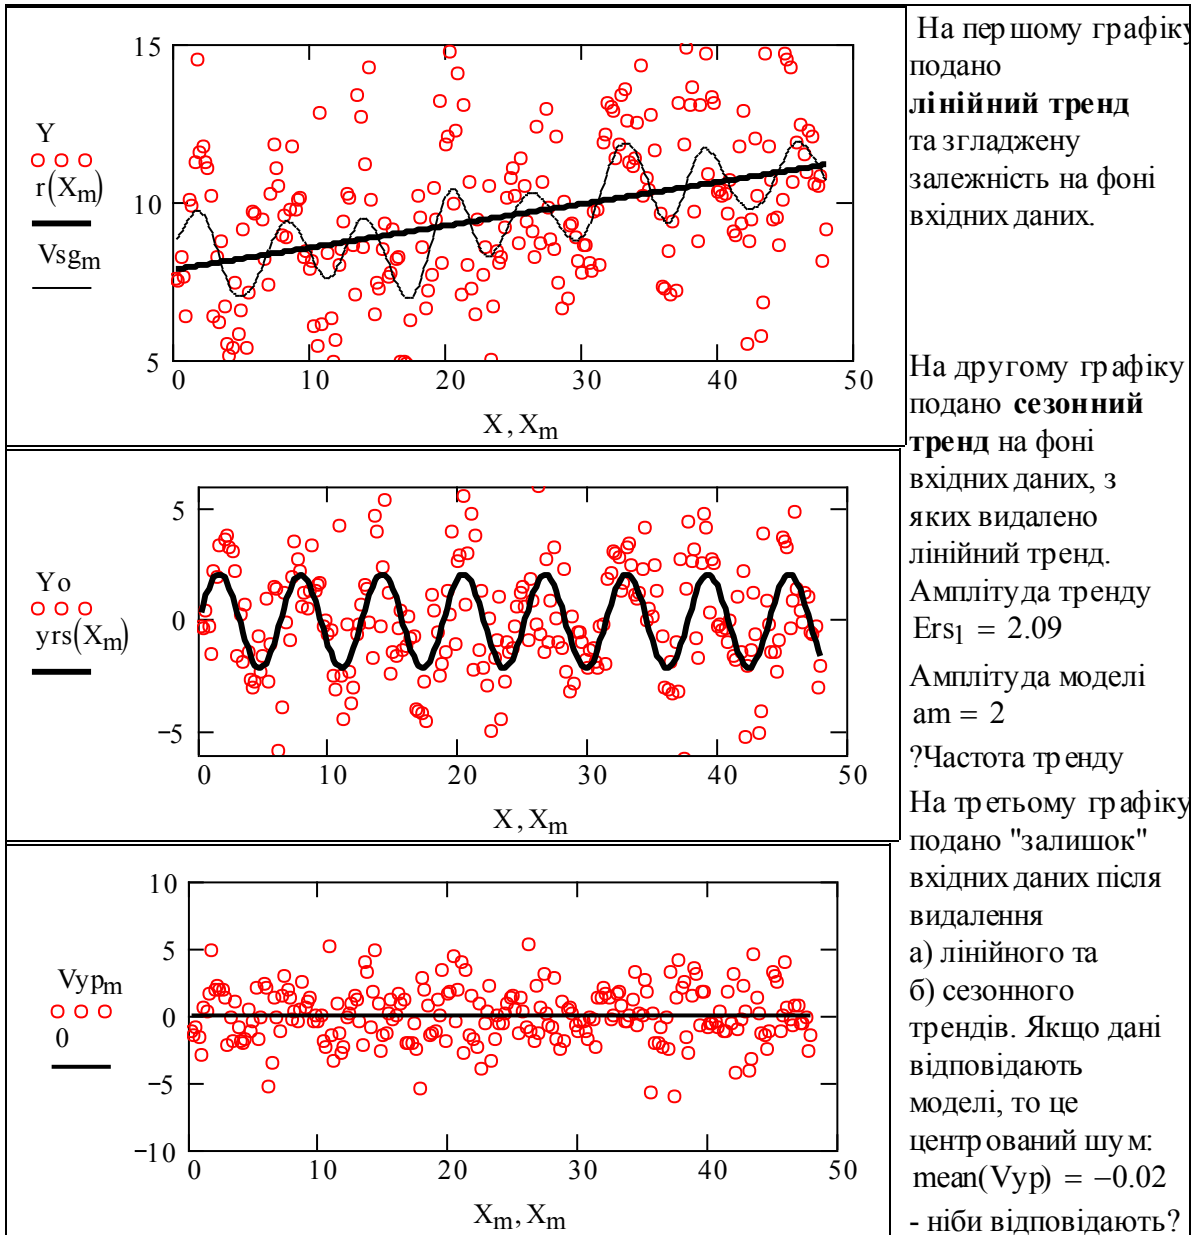 15
10
5
Y
r(Xm)
Vsgm
0 10 20 30 40 50
X, Xm
На першому графіку
подано
лінійний тренд
та згладжену
залежність на фоні
вхідних даних.
5
0
−5
Yo
yrs(Xm)
0 10 20 30 40 50
X, Xm
На другому графіку
подано сезонний
тренд на фоні
вхідних даних, з
яких видалено
лінійний тренд.
Амплітуда тренду
Ers1 = 2.09
Амплітуда моделі
am = 2
?Частота тренду
10
5
0
−5
−10
Vypm
0
0 10 20 30 40 50
Xm, Xm
На третьому графіку
подано "залишок"
вхідних даних після
видалення
а) лінійного та
б) сезонного
трендів. Якщо дані
відповідають
моделі, то це
центрований шум:
mean(Vyp) = −0.02
- ніби відповідають?